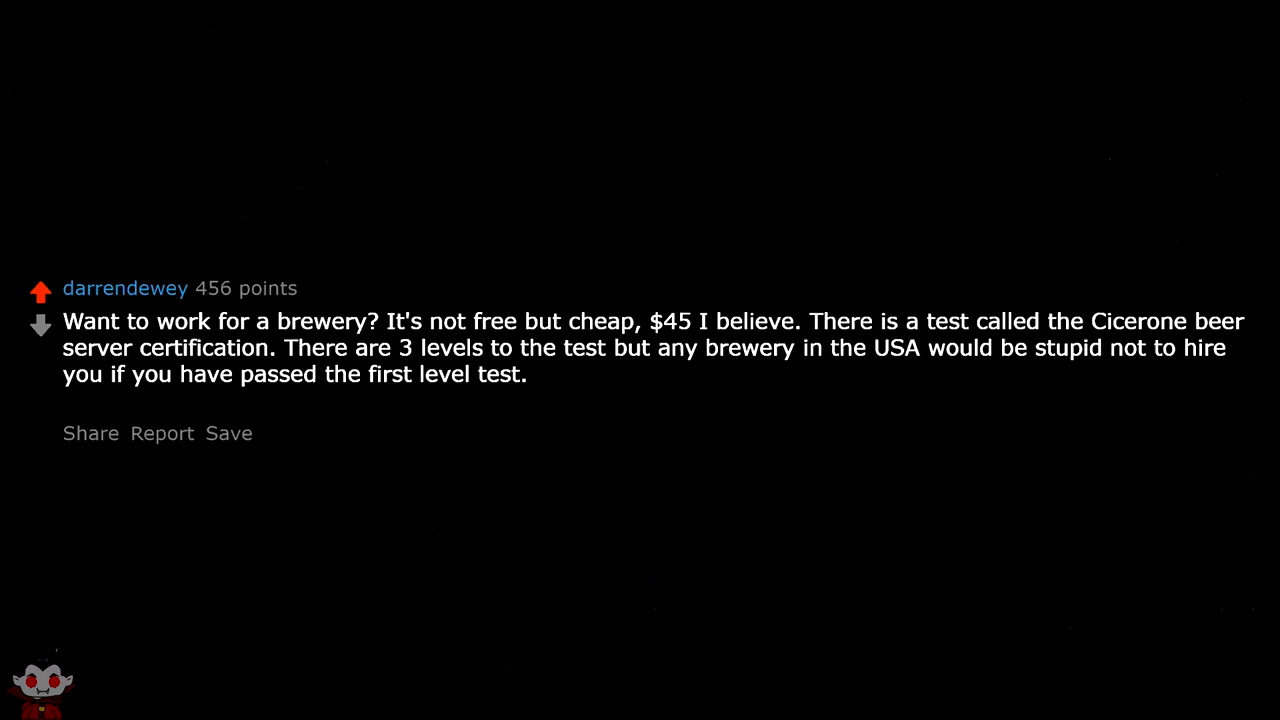 darrendewey 456 points
Want to work for a brewery? It's not free but cheap, $45 I believe. There is a test called the Cicerone beer
server certification. There are 3 levels to the test but any brewery in the USA would be stupid not to hire
you if you have passed the first level test.
Share Report Save